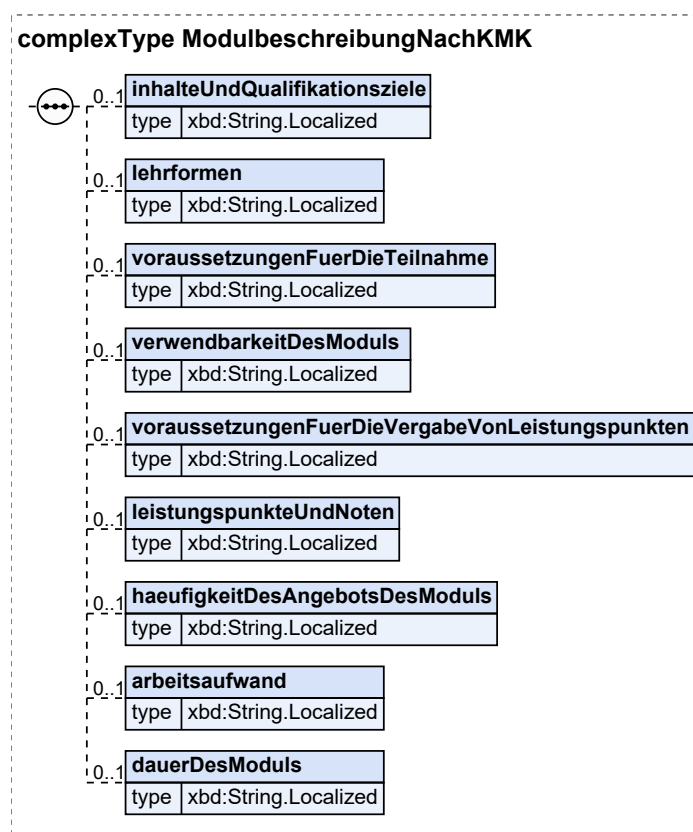 complexType ModulbeschreibungNachKMK
0..1 inhalteUndQualifikationsziele
type xbd:String.Localized
0..1 lehrformen
type xbd:String.Localized
0..1 voraussetzungenFuerDieTeilnahme
type xbd:String.Localized
0..1 verwendbarkeitDesModuls
type xbd:String.Localized
0..1 voraussetzungenFuerDieVergabeVonLeistungspunkten
type xbd:String.Localized
0..1 leistungspunkteUndNoten
type xbd:String.Localized
0..1 haeufigkeitDesAngebotsDesModuls
type xbd:String.Localized
0..1 arbeitsaufwand
type xbd:String.Localized
0..1 dauerDesModuls
type xbd:String.Localized